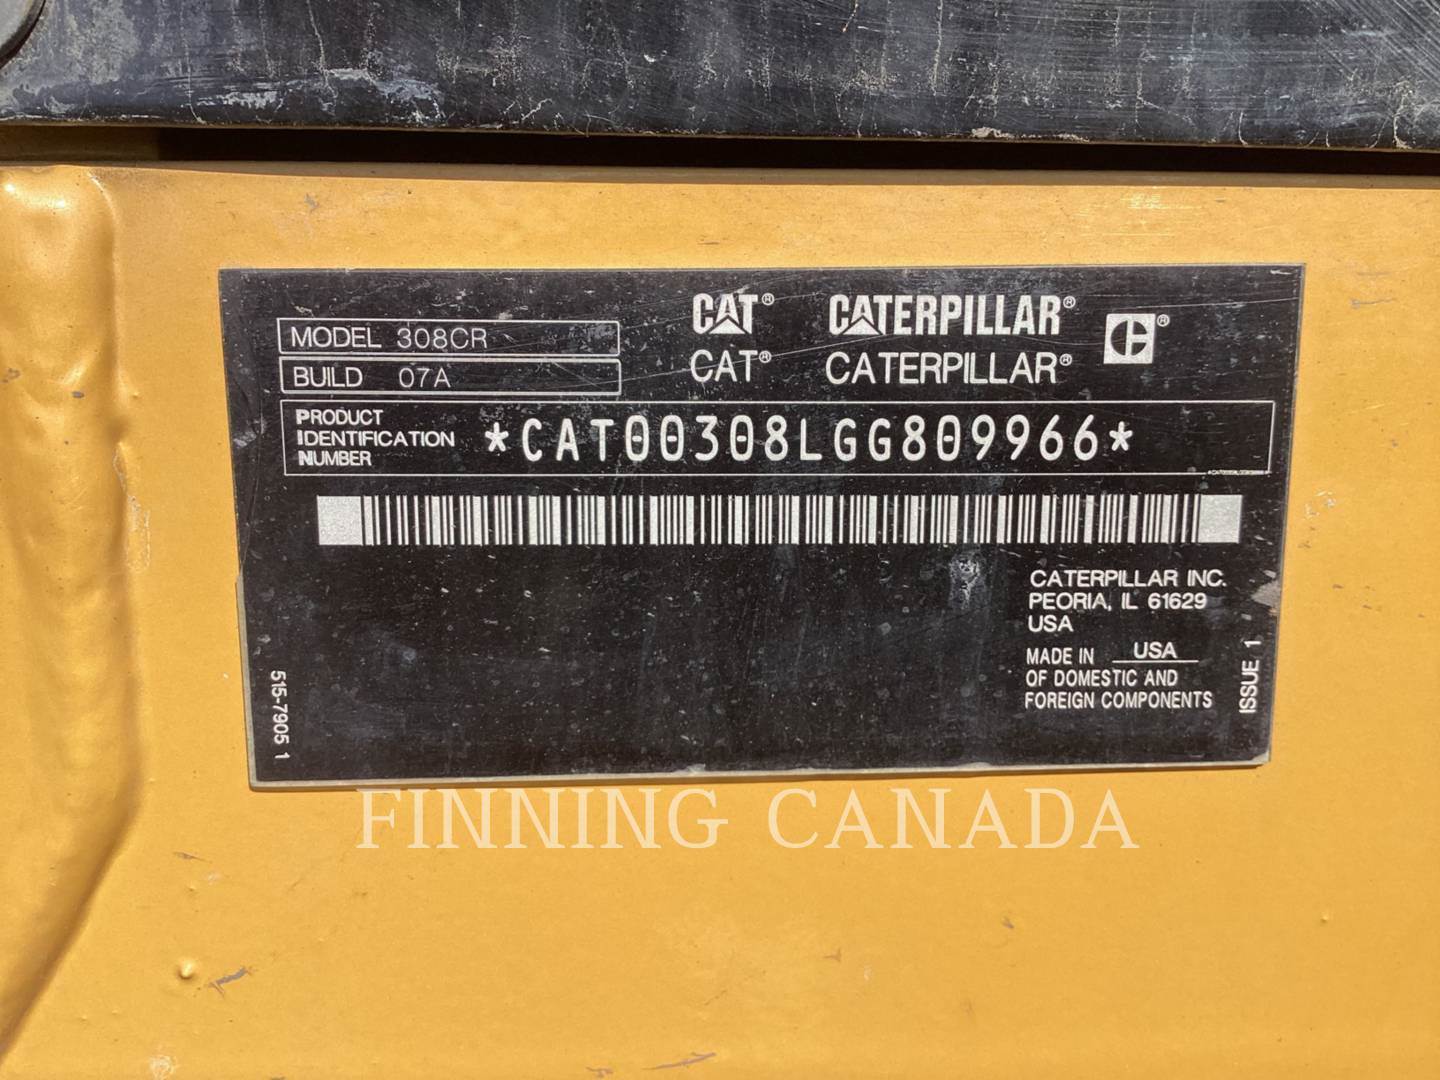 MODEL 308CR
BUILD 07A
CAT® CATERPILLAR® ®
CAT® CATERPILLAR®
PRODUCT
IDENTIFICATION
NUMBER
*CAT00308LGG809966*
CATERPILLAR INC.
PEORIA, IL 61629
USA
MADE IN USA
OF DOMESTIC AND
FOREIGN COMPONENTS
ISSUE 1
515-7905 1
FINNING CANADA